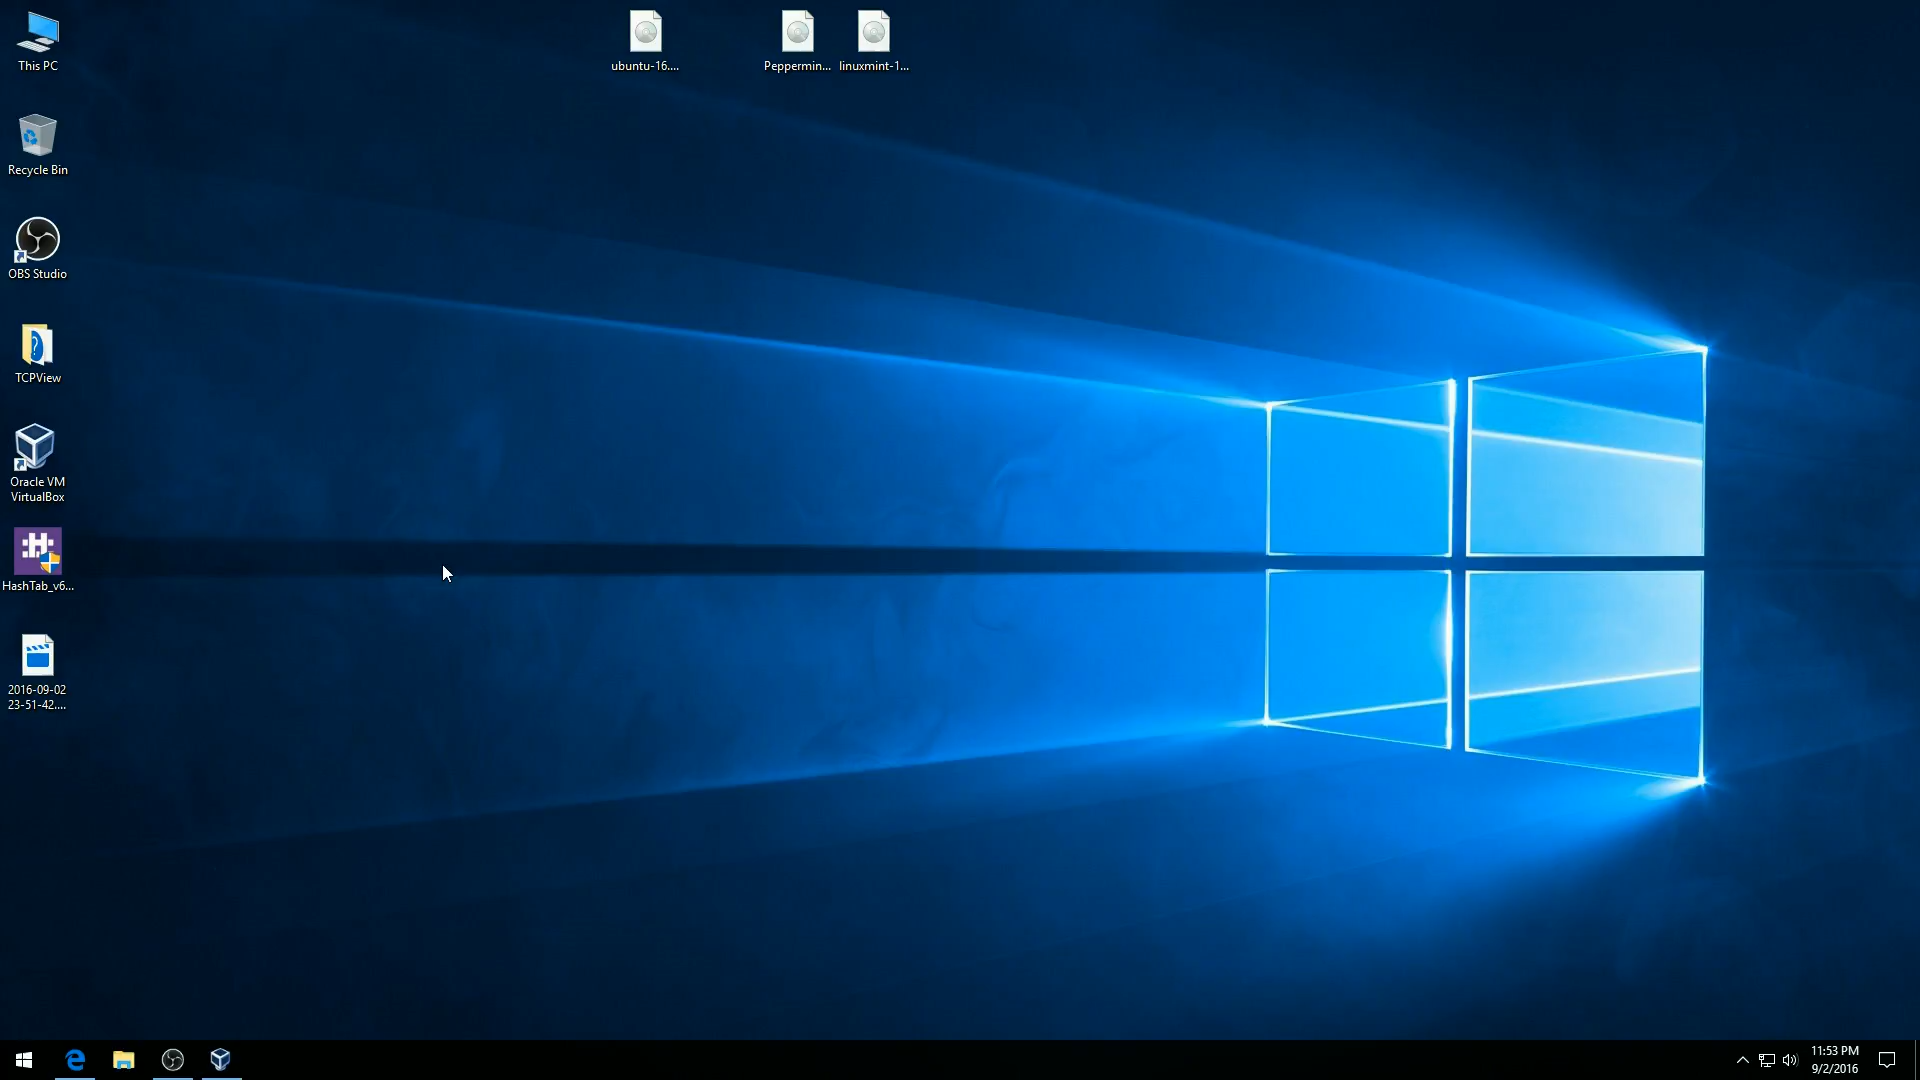 This PC
Recycle Bin
OBS Studio
TCPView
Oracle VM
VirtualBox
HashTab_v6...
2016-09-02
23-51-42....
ubuntu-16....
Peppermin...
linuxmint-1...
11:53 PM
9/2/2016